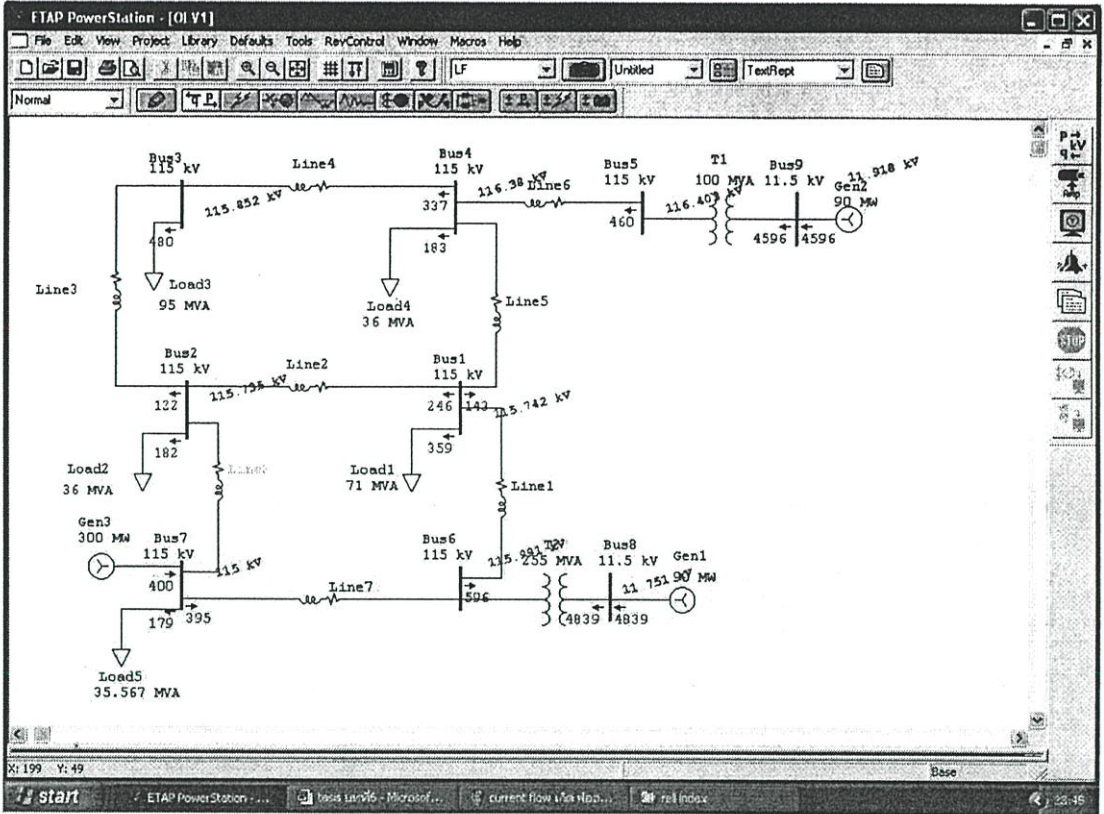 ETAP PowerStation - [OLV1]
File Edit View Project Library Defaults Tools RevControl Window Macros Help
LF Untitled TextRept
Normal
Bus3
115 kV
Line4
Bus4
115 kV
Bus5
115 kV
T1
100 MVA
Bus9
11.5 kV
11.918 kV
Gen2
90 MW
115.852 kV
116.38 kV
Line6
116.403 kV
337
460
4596 4596
480
183
Load3
95 MVA
Load4
36 MVA
Line3
Line5
Bus2
115 kV
Line2
Bus1
115 kV
115.735 kV
115.742 kV
122
246 143
182
359
Load2
36 MVA
Load1
71 MVA
Line1
Gen3
300 MW
Bus7
115 kV
115 kV
Bus6
115 kV
115.991 kV
255 MVA
Bus8
11.5 kV
Gen1
90 MW
11.751 kV
400
Line7
596
179 395
4839 4839
Load5
35.567 MVA
X: 199 Y: 49
Base
start
ETAP PowerStation - ...
- Microsof...
current flow
reli index
23:45